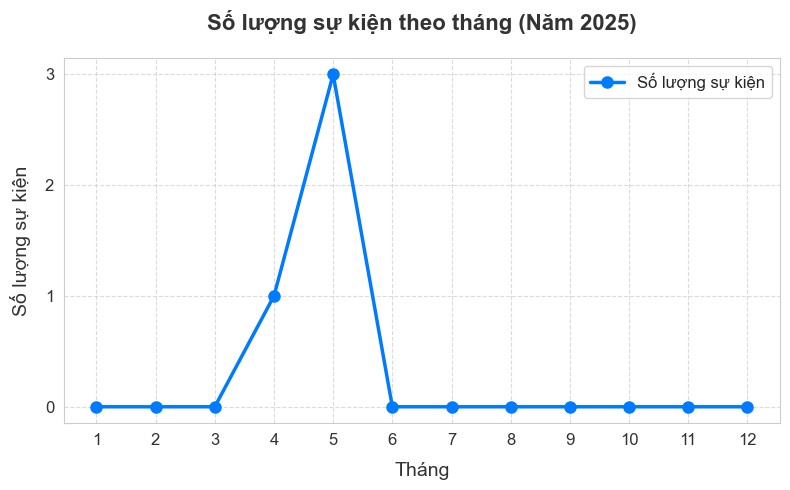 Số lượng sự kiện theo tháng (Năm 2025)
Số lượng sự kiện
Số lượng sự kiện
3
2
1
0
1 2 3 4 5 6 7 8 9 10 11 12
Tháng